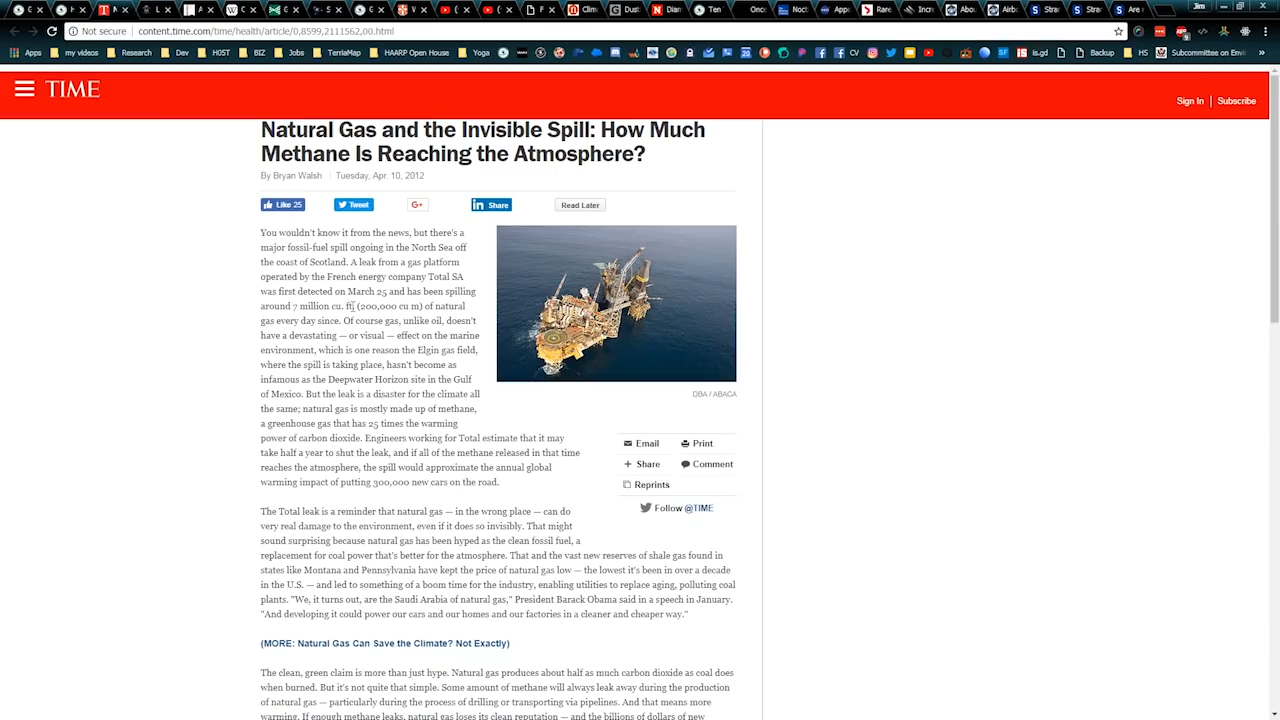 Jim
Not secure
content.time.com/time/health/article/0,8599,2111562,00.html
Apps
my videos
Research
Dev
HOST
BIZ
Jobs
TerriaMap
HAARP Open House
Yoga
CV
is.gd
Backup
HS
Subcommittee on Envi
TIME
Sign In
Subscribe
Natural Gas and the Invisible Spill: How Much
Methane Is Reaching the Atmosphere?
By Bryan Walsh
Tuesday, Apr. 10, 2012
Like 25
Tweet
G+
in Share
Read Later
You wouldn't know it from the news, but there's a
major fossil-fuel spill ongoing in the North Sea off
the coast of Scotland. A leak from a gas platform
operated by the French energy company Total SA
was first detected on March 25 and has been spilling
around 7 million cu. ft. (200,000 cu m) of natural
gas every day since. Of course gas, unlike oil, doesn't
have a devastating — or visual — effect on the marine
environment, which is one reason the Elgin gas field,
where the spill is taking place, hasn't become as
infamous as the Deepwater Horizon site in the Gulf
of Mexico. But the leak is a disaster for the climate all
the same; natural gas is mostly made up of methane,
a greenhouse gas that has 25 times the warming
power of carbon dioxide. Engineers working for Total estimate that it may
take half a year to shut the leak, and if all of the methane released in that time
reaches the atmosphere, the spill would approximate the annual global
warming impact of putting 300,000 new cars on the road.
DBA / ABACA
Email
Print
Share
Comment
Reprints
Follow @TIME
The Total leak is a reminder that natural gas — in the wrong place — can do
very real damage to the environment, even if it does so invisibly. That might
sound surprising because natural gas has been hyped as the clean fossil fuel, a
replacement for coal power that's better for the atmosphere. That and the vast new reserves of shale gas found in
states like Montana and Pennsylvania have kept the price of natural gas low — the lowest it's been in over a decade
in the U.S. — and led to something of a boom time for the industry, enabling utilities to replace aging, polluting coal
plants. "We, it turns out, are the Saudi Arabia of natural gas," President Barack Obama said in a speech in January.
"And developing it could power our cars and our homes and our factories in a cleaner and cheaper way."
(MORE: Natural Gas Can Save the Climate? Not Exactly)
The clean, green claim is more than just hype. Natural gas produces about half as much carbon dioxide as coal does
when burned. But it's not quite that simple. Some amount of methane will always leak away during the production
of natural gas — particularly during the process of drilling or transporting via pipelines. And that means more
warming. If enough methane leaks, natural gas loses its clean reputation — and the billions of dollars of new